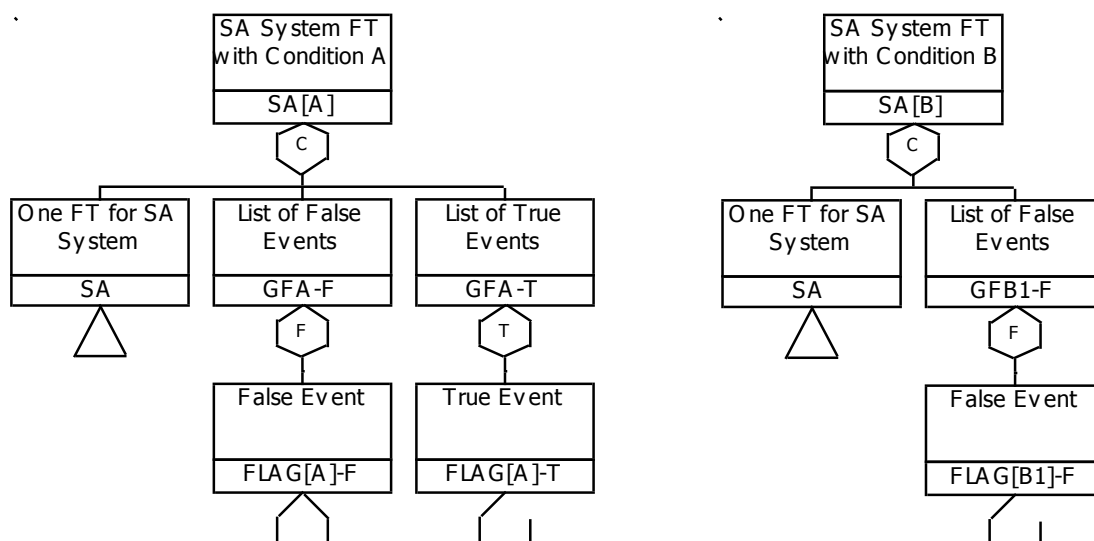 SA System FT
with Condition A
SA[A]
C
One FT for SA
System
SA
List of False
Events
GFA-F
F
List of True
Events
GFA-T
T
False Event
FLAG[A]-F
True Event
FLAG[A]-T
SA System FT
with Condition B
SA[B]
C
One FT for SA
System
SA
List of False
Events
GFB1-F
F
False Event
FLAG[B1]-F